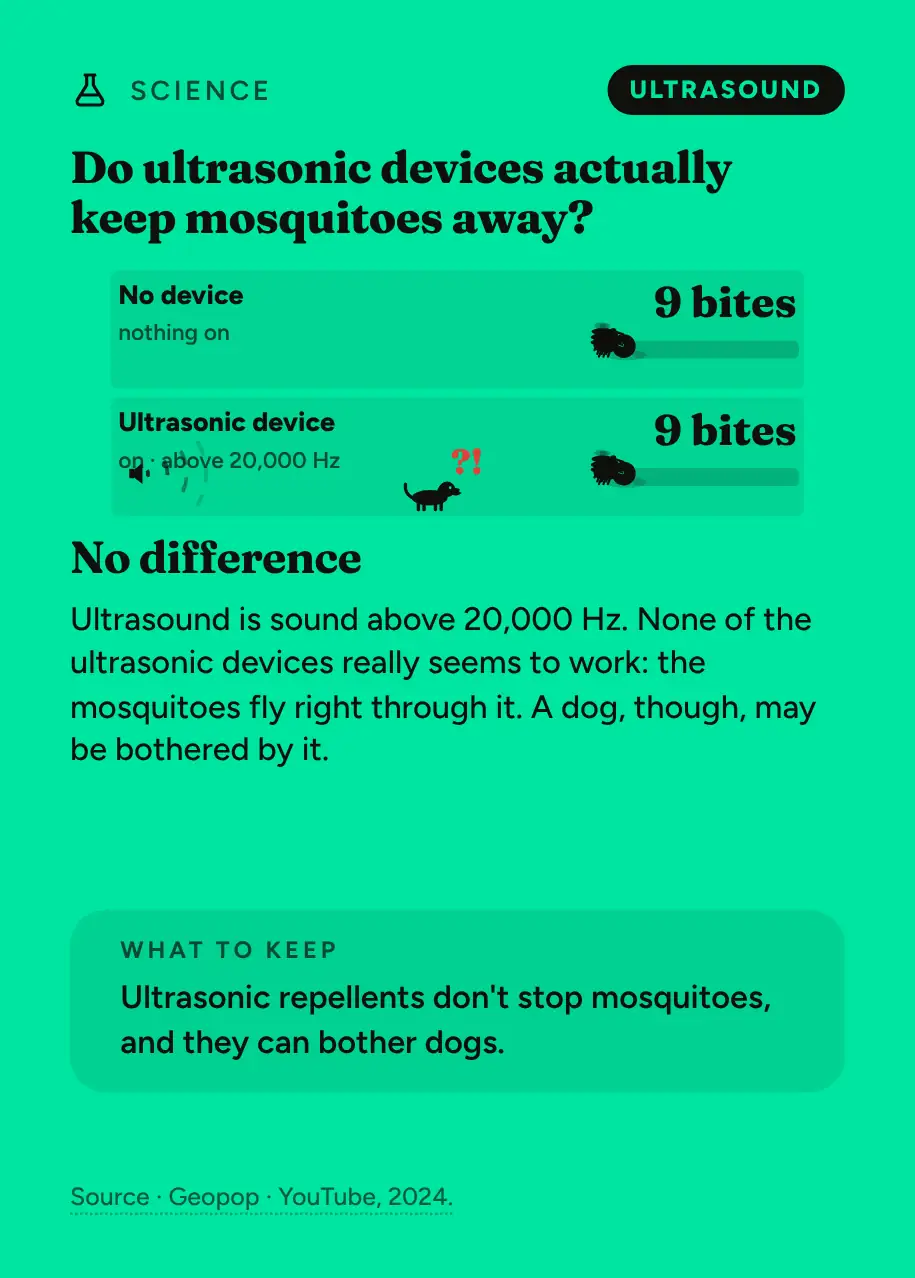 SCIENCE
ULTRASOUND
Do ultrasonic devices actually
keep mosquitoes away?
No device
nothing on
9 bites
Ultrasonic device
on · above 20,000 Hz
9 bites
?!
No difference
Ultrasound is sound above 20,000 Hz. None of the
ultrasonic devices really seems to work: the
mosquitoes fly right through it. A dog, though, may
be bothered by it.
WHAT TO KEEP
Ultrasonic repellents don't stop mosquitoes,
and they can bother dogs.
Source · Geopop · YouTube, 2024.